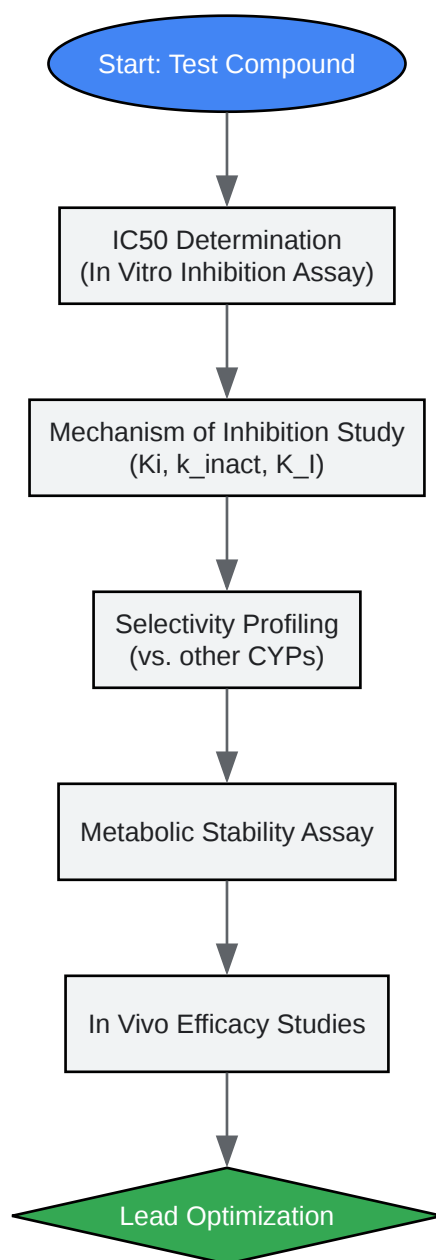 Start: Test Compound
IC50 Determination
(In Vitro Inhibition Assay)
Mechanism of Inhibition Study
(Ki, k_inact, K_I)
Selectivity Profiling
(vs. other CYPs)
Metabolic Stability Assay
In Vivo Efficacy Studies
Lead Optimization